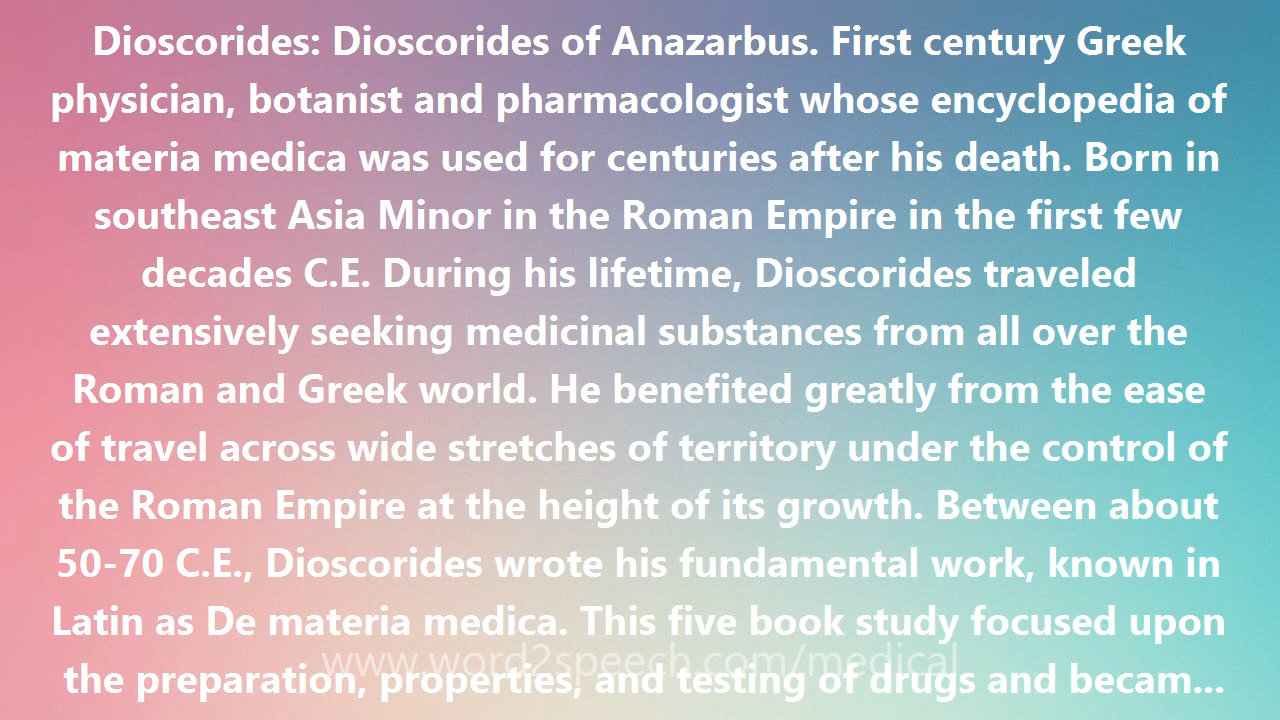 Dioscorides: Dioscorides of Anazarbus. First century Greek
physician, botanist and pharmacologist whose encyclopedia of
materia medica was used for centuries after his death. Born in
southeast Asia Minor in the Roman Empire in the first few
decades C.E. During his lifetime, Dioscorides traveled
extensively seeking medicinal substances from all over the
Roman and Greek world. He benefited greatly from the ease
of travel across wide stretches of territory under the control of
the Roman Empire at the height of its growth. Between about
50-70 C.E., Dioscorides wrote his fundamental work, known in
Latin as De materia medica. This five book study focused upon
www.word2speech.com/medical
the preparation, properties, and testing of drugs and becam...